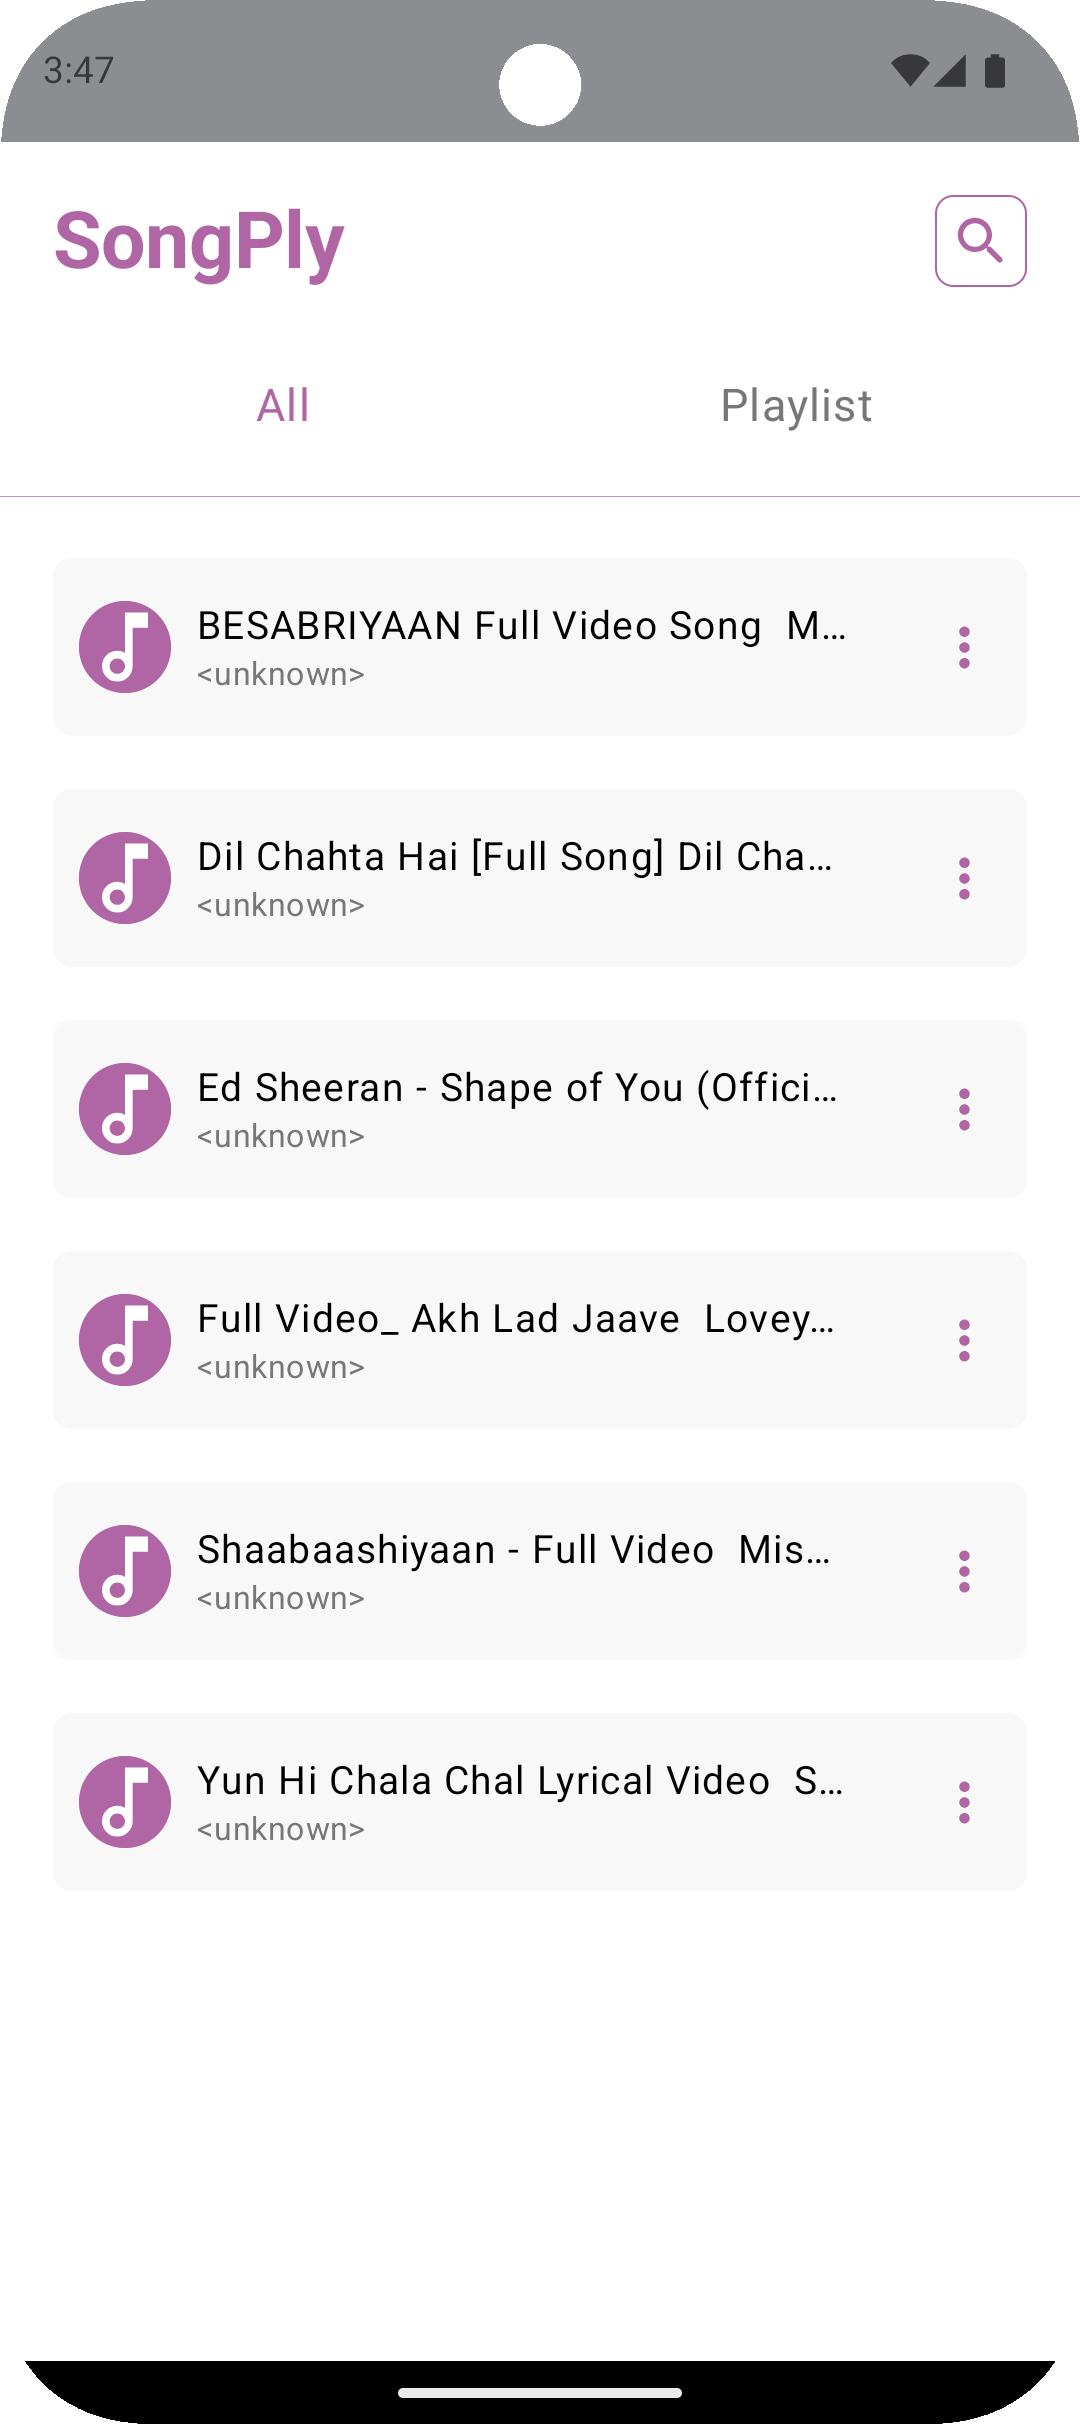 3:47
SongPly
All
Playlist
BESABRIYAAN Full Video Song  M...
<unknown>
Dil Chahta Hai [Full Song] Dil Cha...
<unknown>
Ed Sheeran - Shape of You (Offici...
<unknown>
Full Video_ Akh Lad Jaave  Lovey...
<unknown>
Shaabaashiyaan - Full Video  Mis...
<unknown>
Yun Hi Chala Chal Lyrical Video  S...
<unknown>